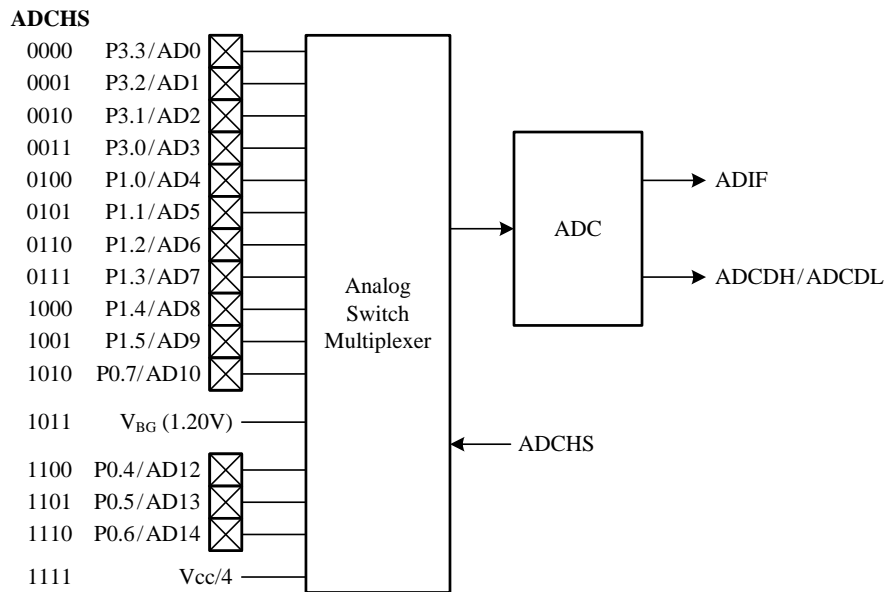 ADCHS
0000 P3.3/AD0
0001 P3.2/AD1
0010 P3.1/AD2
0011 P3.0/AD3
0100 P1.0/AD4
0101 P1.1/AD5
0110 P1.2/AD6
0111 P1.3/AD7
1000 P1.4/AD8
1001 P1.5/AD9
1010 P0.7/AD10
1011 VBG (1.20V)
1100 P0.4/AD12
1101 P0.5/AD13
1110 P0.6/AD14
1111 Vcc/4
Analog
Switch
Multiplexer
ADCHS
ADC
ADIF
ADCDH/ADCDL